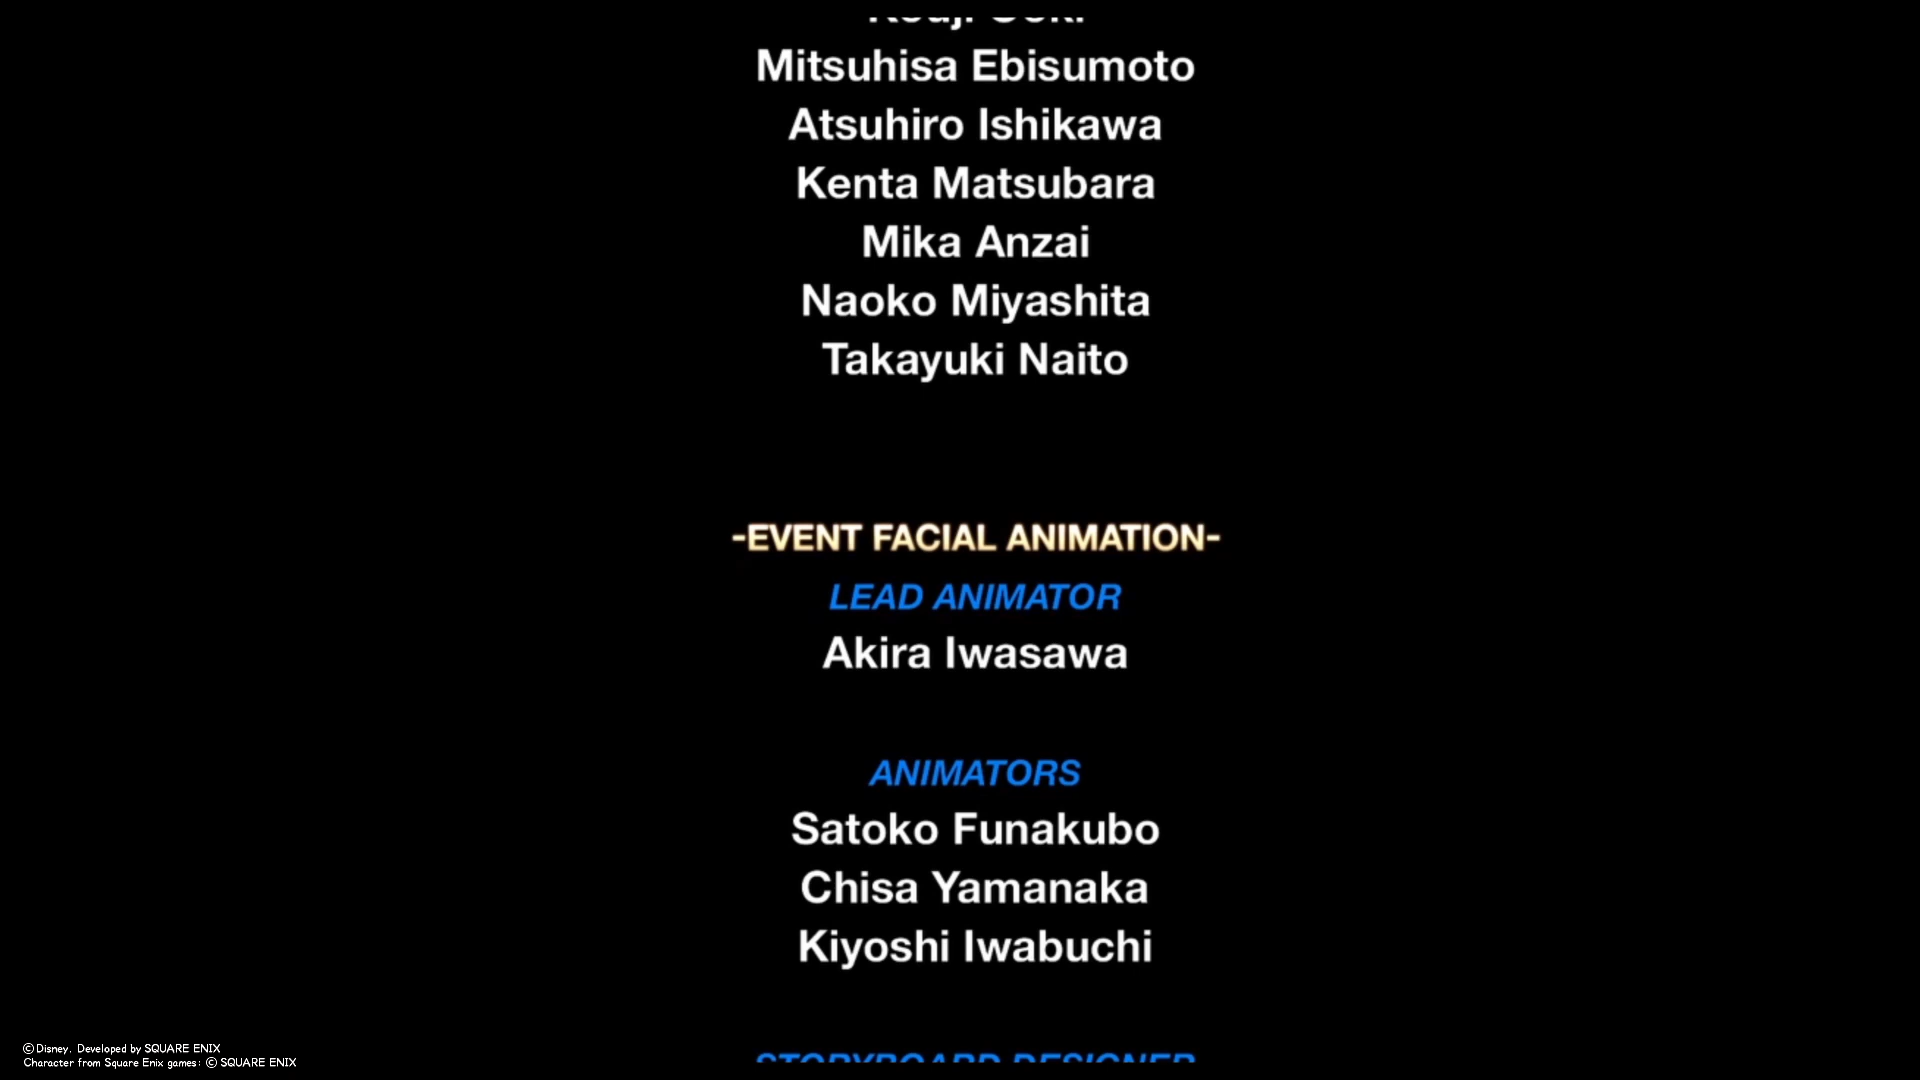 Mitsuhisa Ebisumoto
Atsuhiro Ishikawa
Kenta Matsubara
Mika Anzai
Naoko Miyashita
Takayuki Naito
-EVENT FACIAL ANIMATION-
LEAD ANIMATOR
Akira Iwasawa
ANIMATORS
Satoko Funakubo
Chisa Yamanaka
Kiyoshi Iwabuchi
STORYBOARD DESIGNER
©Disney. Developed by SQUARE ENIX
Character from Square Enix games: © SQUARE ENIX